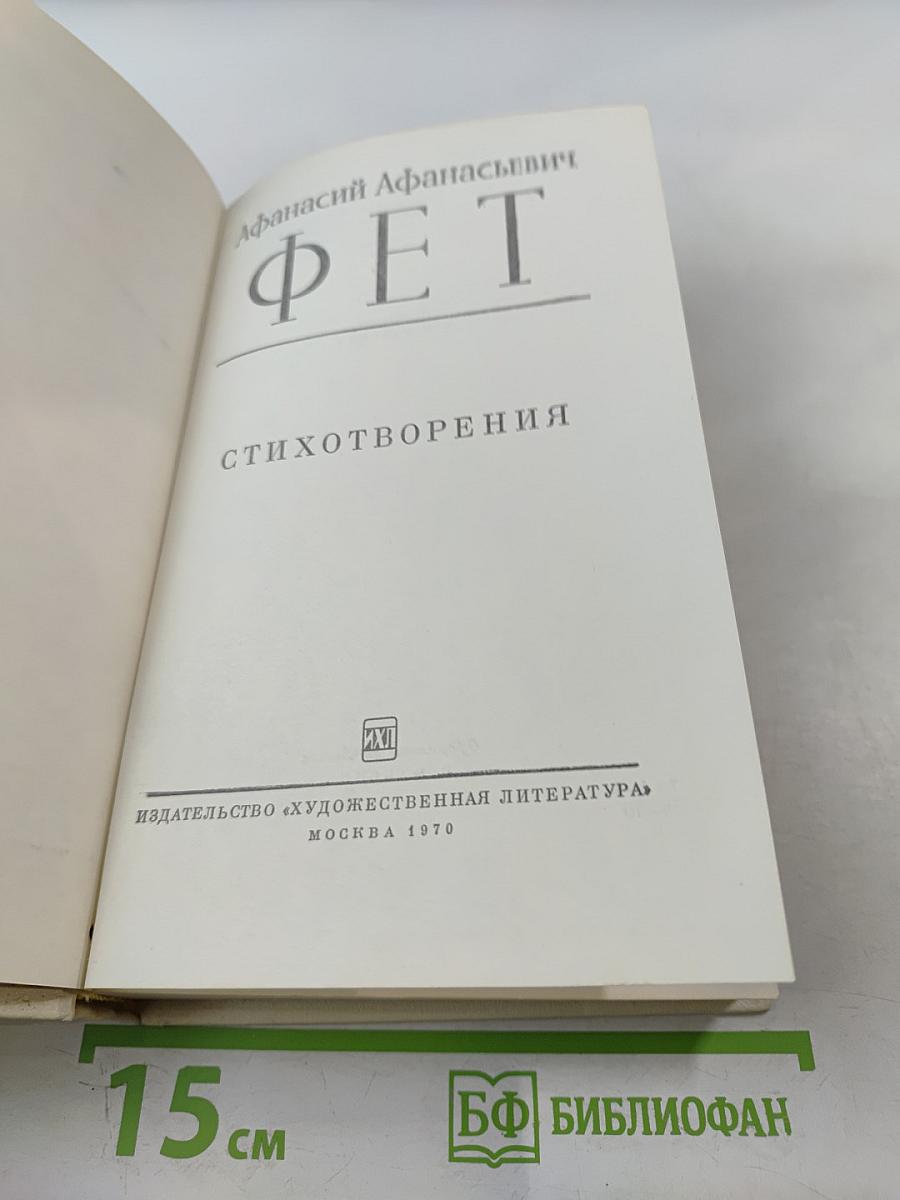 Афанасий Афанасьевич
ФЕТ
СТИХОТВОРЕНИЯ
ИХЛ
ИЗДАТЕЛЬСТВО «ХУДОЖЕСТВЕННАЯ ЛИТЕРАТУРА»
МОСКВА 1970
15 см
БФ БИБЛИОФАН